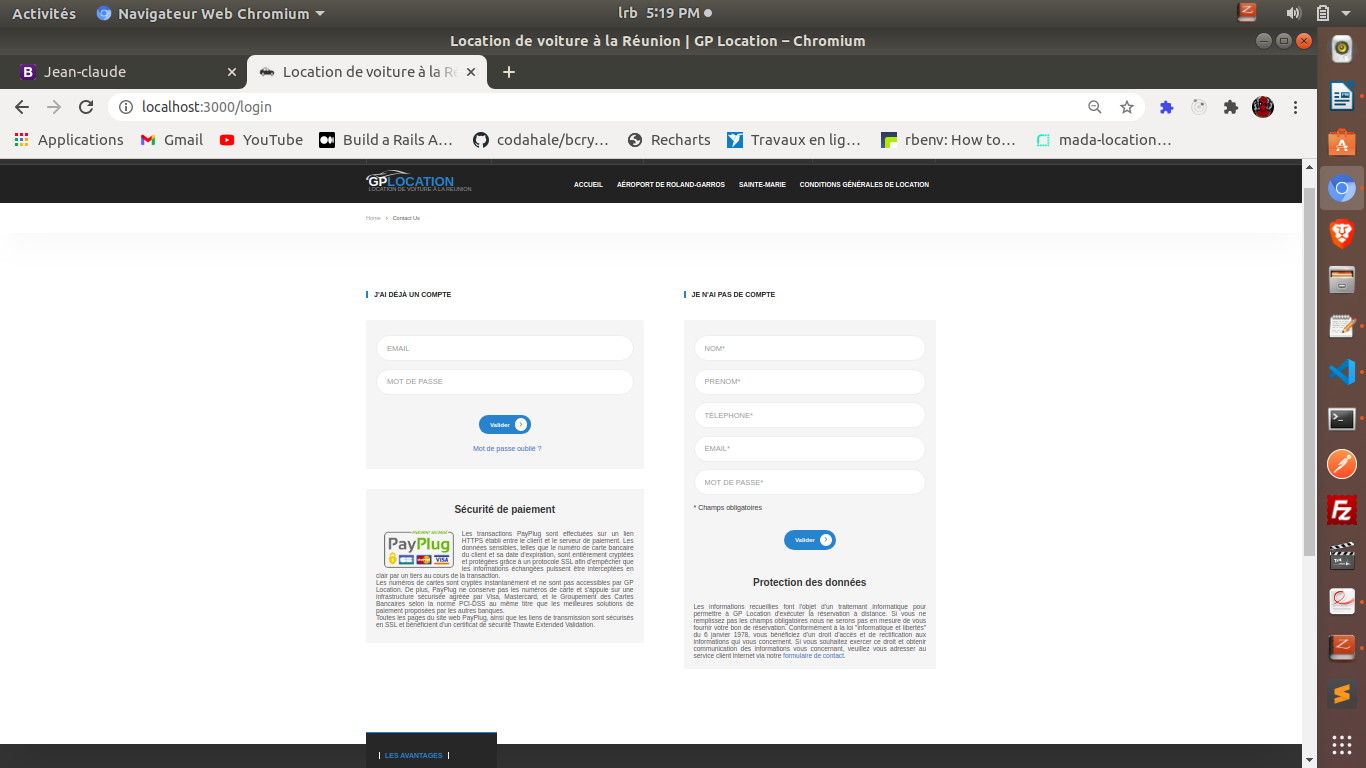 Activités
Navigateur Web Chromium
lrb 5:19 PM
Location de voiture à la Réunion | GP Location – Chromium
Jean-claude
Location de voiture à la Ré
localhost:3000/login
Applications
Gmail
YouTube
Build a Rails A…
codahale/bcry…
Recharts
Travaux en lig…
rbenv: How to…
mada-location…
GPLOCATION
LOCATION DE VOITURE À LA RÉUNION
ACCUEIL
AÉROPORT DE ROLAND-GARROS
SAINTE-MARIE
CONDITIONS GÉNÉRALES DE LOCATION
Home
Contact Us
J'AI DÉJÀ UN COMPTE
EMAIL
MOT DE PASSE
Valider
Mot de passe oublié ?
Sécurité de paiement
PAIEMENT SÉCURISÉ
PayPlug
VISA
Les transactions PayPlug sont effectuées sur un lien
HTTPS établi entre le client et le serveur de paiement. Les
données sensibles, telles que le numéro de carte bancaire
du client et sa date d'expiration, sont entièrement cryptées
et protégées grâce à un protocole SSL afin d'empêcher que
les informations échangées puissent être interceptées en
clair par un tiers au cours de la transaction.
Les numéros de cartes sont cryptés instantanément et ne sont pas accessibles par GP
Location. De plus, PayPlug ne conserve pas les numéros de carte et s'appuie sur une
infrastructure sécurisée agréée par Visa, Mastercard, et le Groupement des Cartes
Bancaires selon la norme PCI-DSS au même titre que les meilleures solutions de
paiement proposées par les autres banques.
Toutes les pages du site web PayPlug, ainsi que les liens de transmission sont sécurisés
en SSL et bénéficient d'un certificat de sécurité Thawte Extended Validation.
JE N'AI PAS DE COMPTE
NOM*
PRENOM*
TÉLEPHONE*
EMAIL*
MOT DE PASSE*
* Champs obligatoires
Valider
Protection des données
Les informations recueillies font l'objet d'un traitement informatique pour
permettre à GP Location d'exécuter la réservation à distance. Si vous ne
remplissez pas les champs obligatoires nous ne serons pas en mesure de vous
fournir votre bon de réservation. Conformément à la loi "informatique et libertés"
du 6 janvier 1978, vous bénéficiez d'un droit d'accès et de rectification aux
informations qui vous concernent. Si vous souhaitez exercer ce droit et obtenir
communication des informations vous concernant, veuillez vous adresser au
service client internet via notre formulaire de contact.
LES AVANTAGES